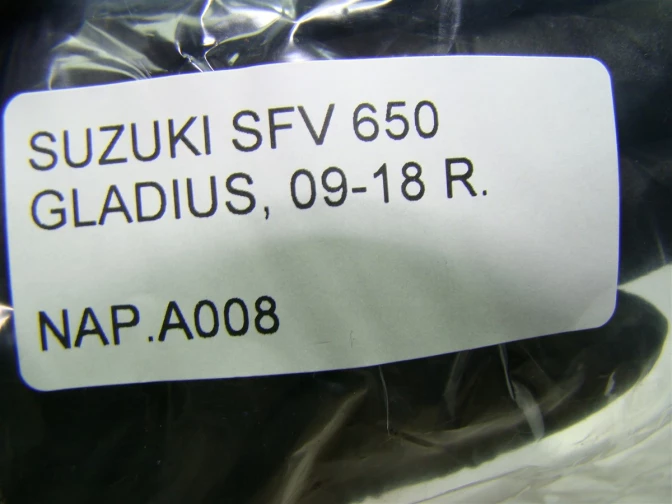 SUZUKI SFV 650
GLADIUS, 09-18 R.
NAP.A008